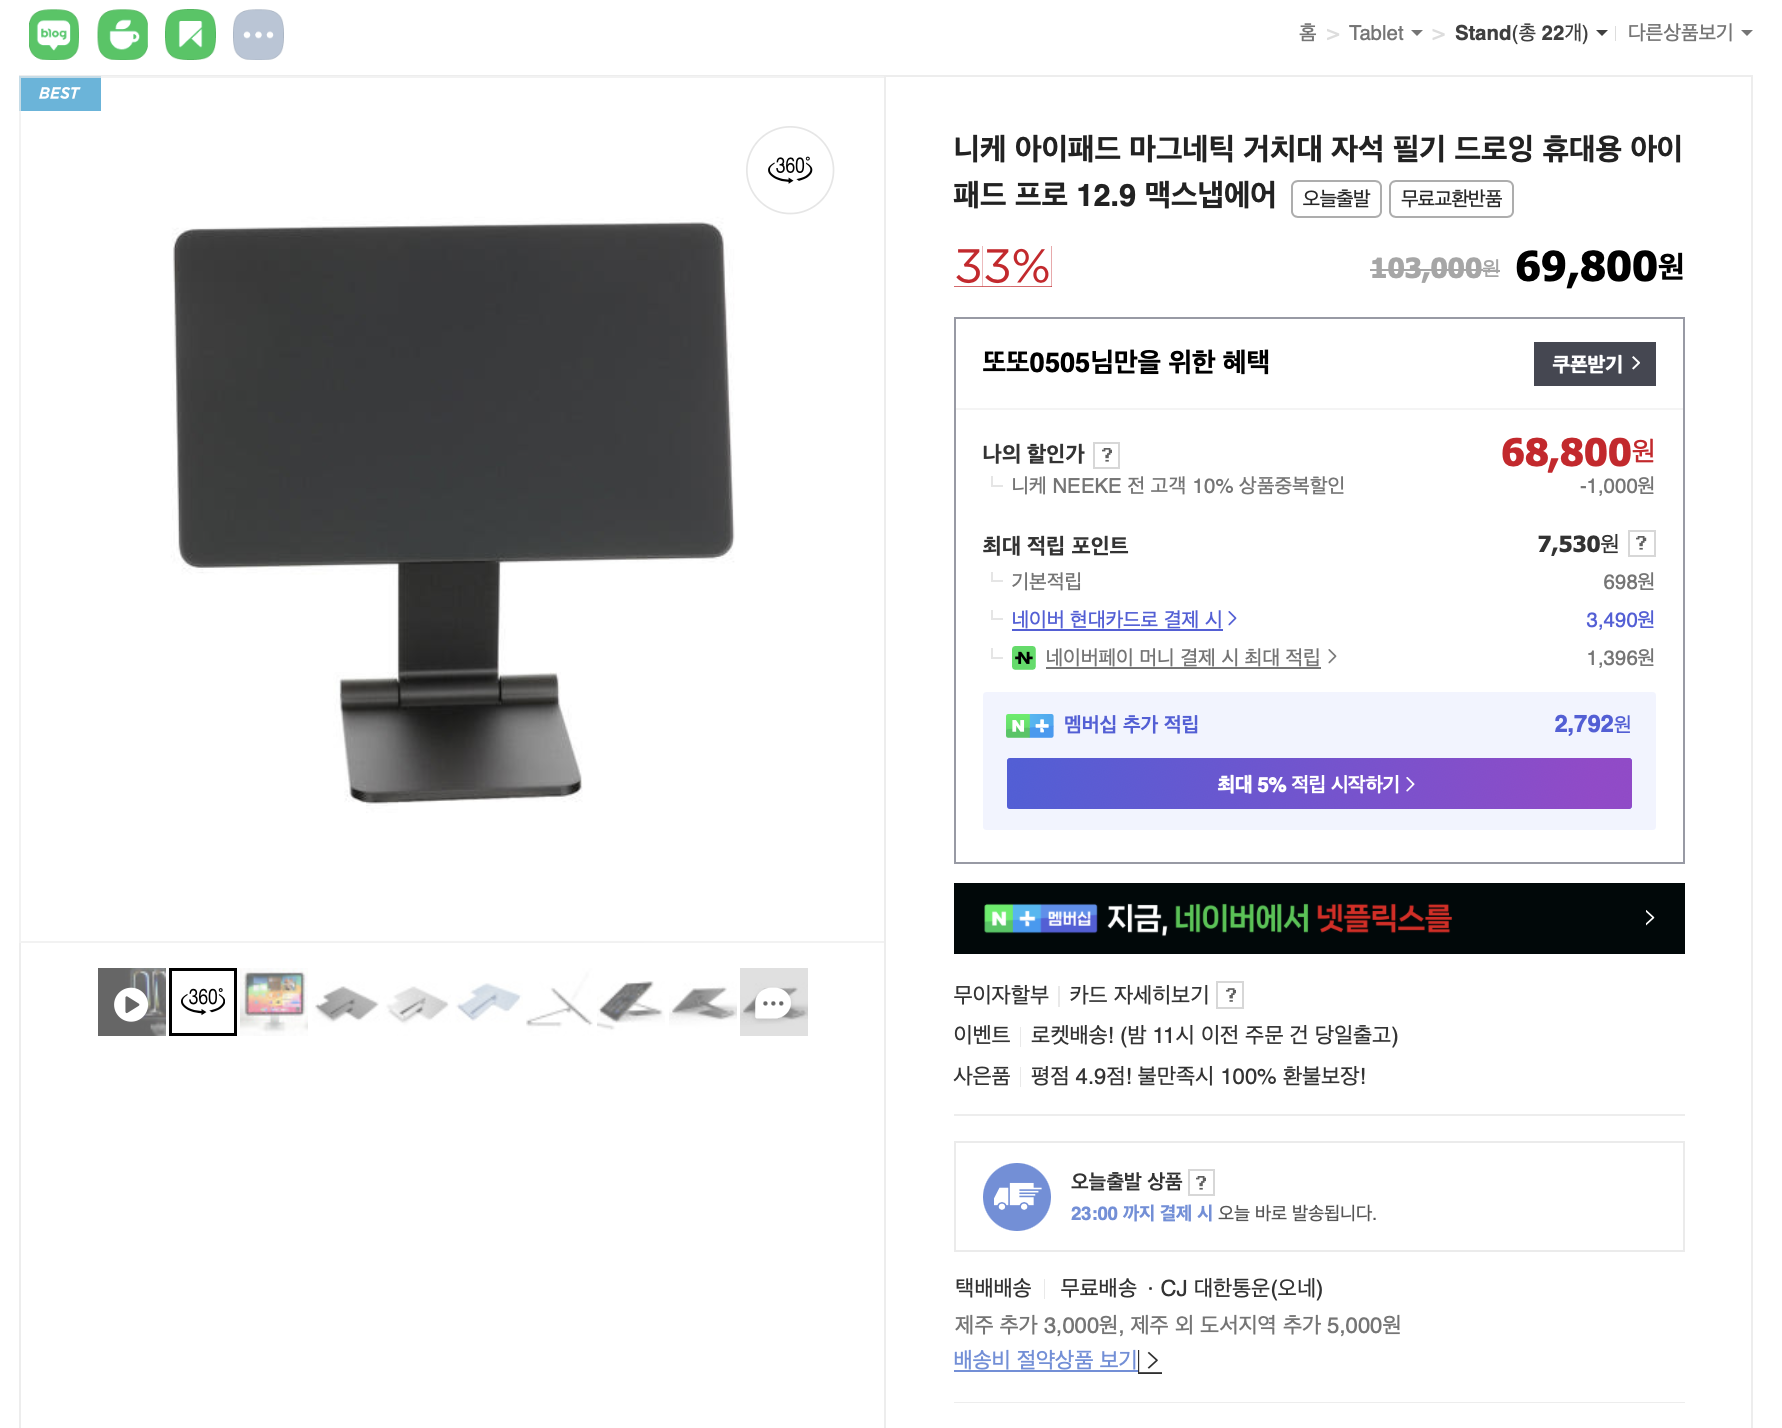 blog
홈 > Tablet > Stand(총 22개) 다른상품보기
BEST
360°
니케 아이패드 마그네틱 거치대 자석 필기 드로잉 휴대용 아이
패드 프로 12.9 맥스냅에어 오늘출발 무료교환반품
33% 103,000원 69,800원
또또0505님만을 위한 혜택 쿠폰받기 >
나의 할인가 ? 68,800원
니케 NEEKE 전 고객 10% 상품중복할인 -1,000원
최대 적립 포인트 7,530원 ?
기본적립 698원
네이버 현대카드로 결제 시 > 3,490원
N 네이버페이 머니 결제 시 최대 적립 > 1,396원
N + 멤버십 추가 적립 2,792원
최대 5% 적립 시작하기 >
N + 멤버십 지금, 네이버에서 넷플릭스를 >
360°
무이자할부 카드 자세히보기 ?
이벤트 로켓배송! (밤 11시 이전 주문 건 당일출고)
사은품 평점 4.9점! 불만족시 100% 환불보장!
오늘출발 상품 ?
23:00 까지 결제 시 오늘 바로 발송됩니다.
택배배송 무료배송 · CJ 대한통운(오네)
제주 추가 3,000원, 제주 외 도서지역 추가 5,000원
배송비 절약상품 보기 >